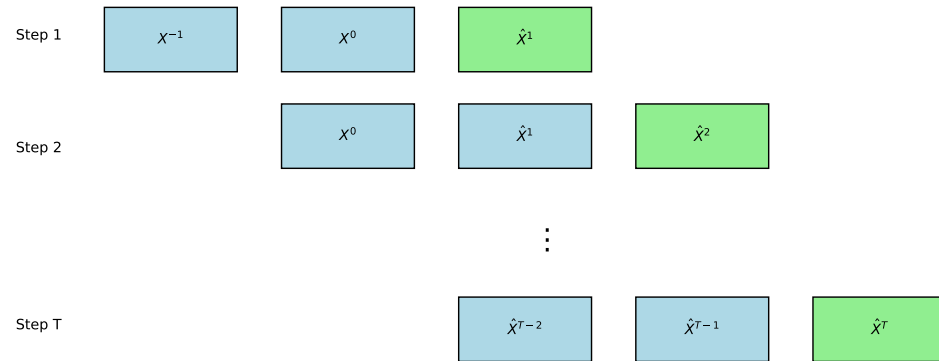 Step 1 X⁻¹ X⁰ X̂¹
Step 2 X⁰ X̂¹ X̂²
⋮
Step T X̂ᵀ⁻² X̂ᵀ⁻¹ X̂ᵀ